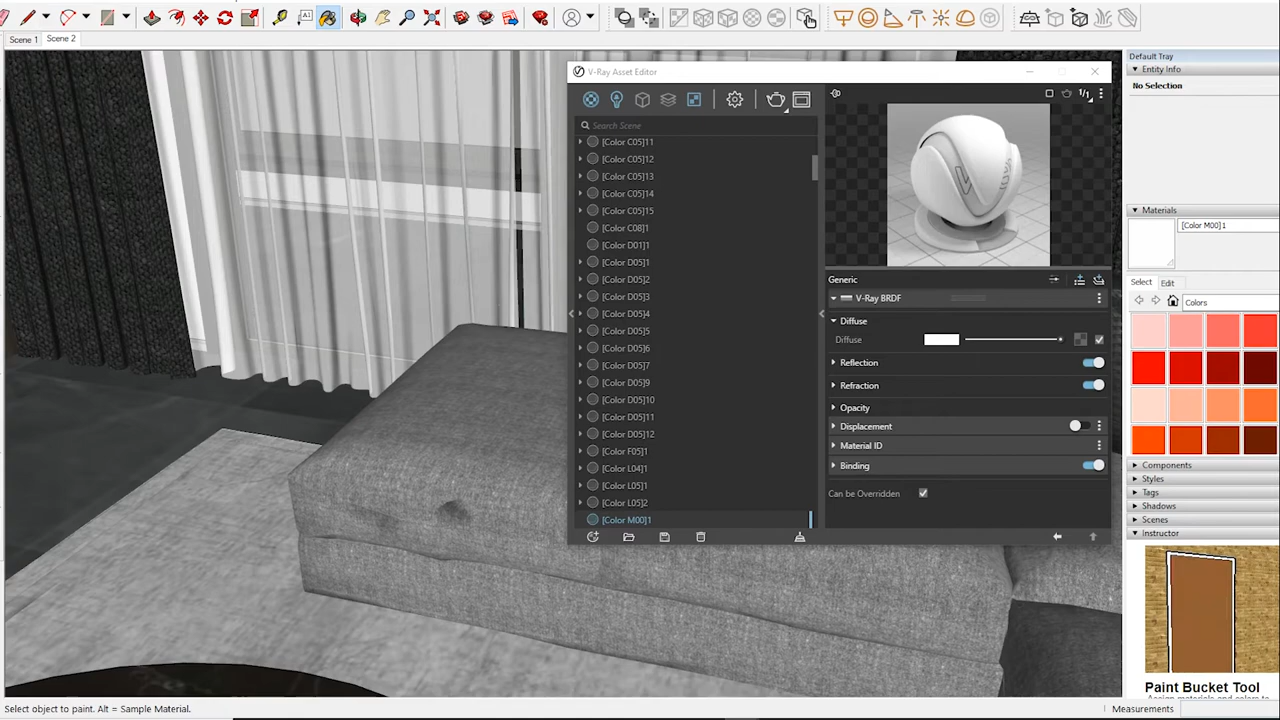 Scene 1
Scene 2
V-Ray Asset Editor
Search Scene
[Color C05]11
[Color C05]12
[Color C05]13
[Color C05]14
[Color C05]15
[Color C08]1
[Color D01]1
[Color D05]1
[Color D05]2
[Color D05]3
[Color D05]4
[Color D05]5
[Color D05]6
[Color D05]7
[Color D05]9
[Color D05]10
[Color D05]11
[Color D05]12
[Color F05]1
[Color L04]1
[Color L05]1
[Color L05]2
[Color M00]1
1/1
Generic
V-Ray BRDF
Diffuse
Diffuse
Reflection
Refraction
Opacity
Displacement
Material ID
Binding
Can be Overridden
Default Tray
Entity Info
No Selection
Materials
[Color M00]1
Select
Edit
Colors
Components
Styles
Tags
Shadows
Scenes
Instructor
Paint Bucket Tool
Select object to paint. Alt = Sample Material.
Measurements